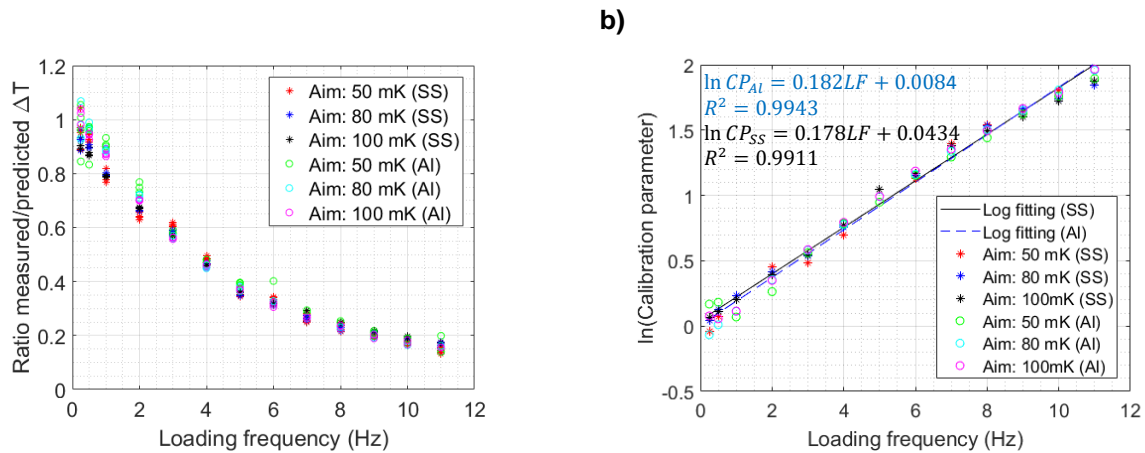 b)
Ratio measured/predicted ΔT
1.2
1
0.8
0.6
0.4
0.2
0
0 2 4 6 8 10 12
Loading frequency (Hz)
Aim: 50 mK (SS)
Aim: 80 mK (SS)
Aim: 100 mK (SS)
Aim: 50 mK (Al)
Aim: 80 mK (Al)
Aim: 100 mK (Al)
ln(Calibration parameter)
2
1.5
1
0.5
0
-0.5
0 2 4 6 8 10 12
Loading frequency (Hz)
ln CP_Al = 0.182LF + 0.0084
R² = 0.9943
ln CP_SS = 0.178LF + 0.0434
R² = 0.9911
Log fitting (SS)
Log fitting (Al)
Aim: 50 mK (SS)
Aim: 80 mK (SS)
Aim: 100mK (SS)
Aim: 50 mK (Al)
Aim: 80 mK (Al)
Aim: 100mK (Al)